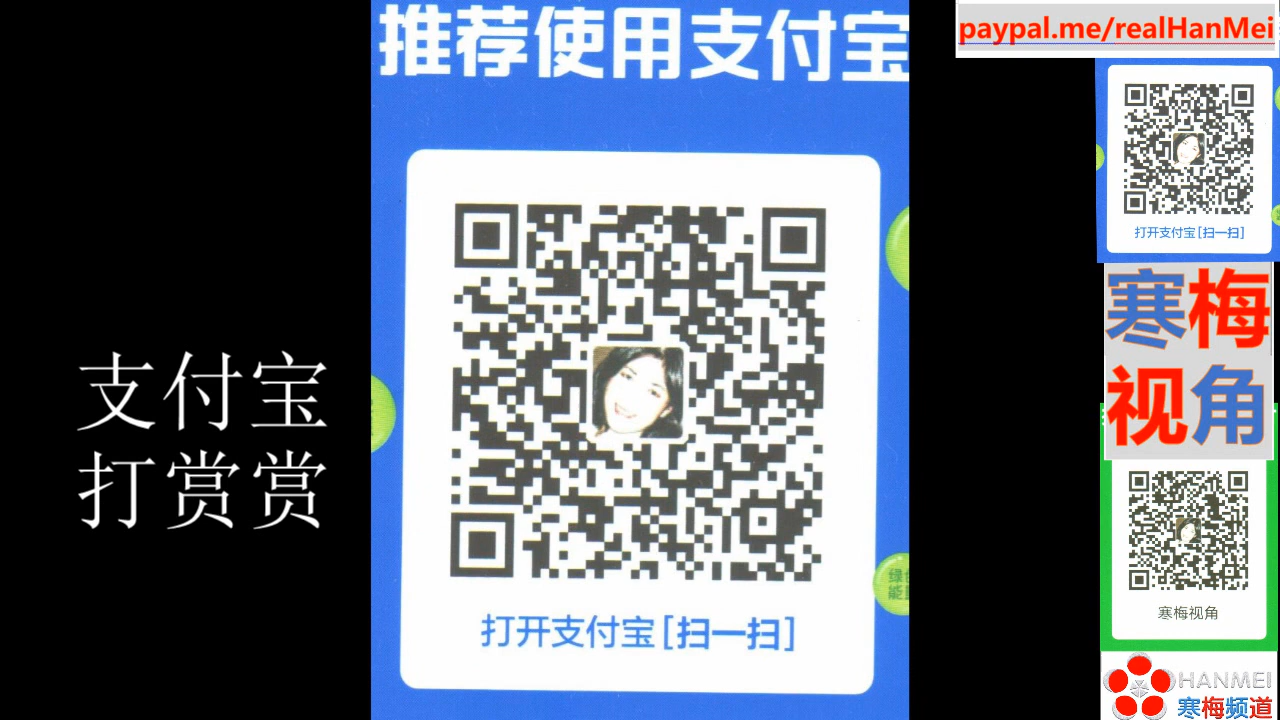 推荐使用支付宝
支付宝
打赏赏
打开支付宝[扫一扫]
paypal.me/realHanMei
打开支付宝[扫一扫]
寒梅
视角
寒梅视角
HANMEI
寒梅频道